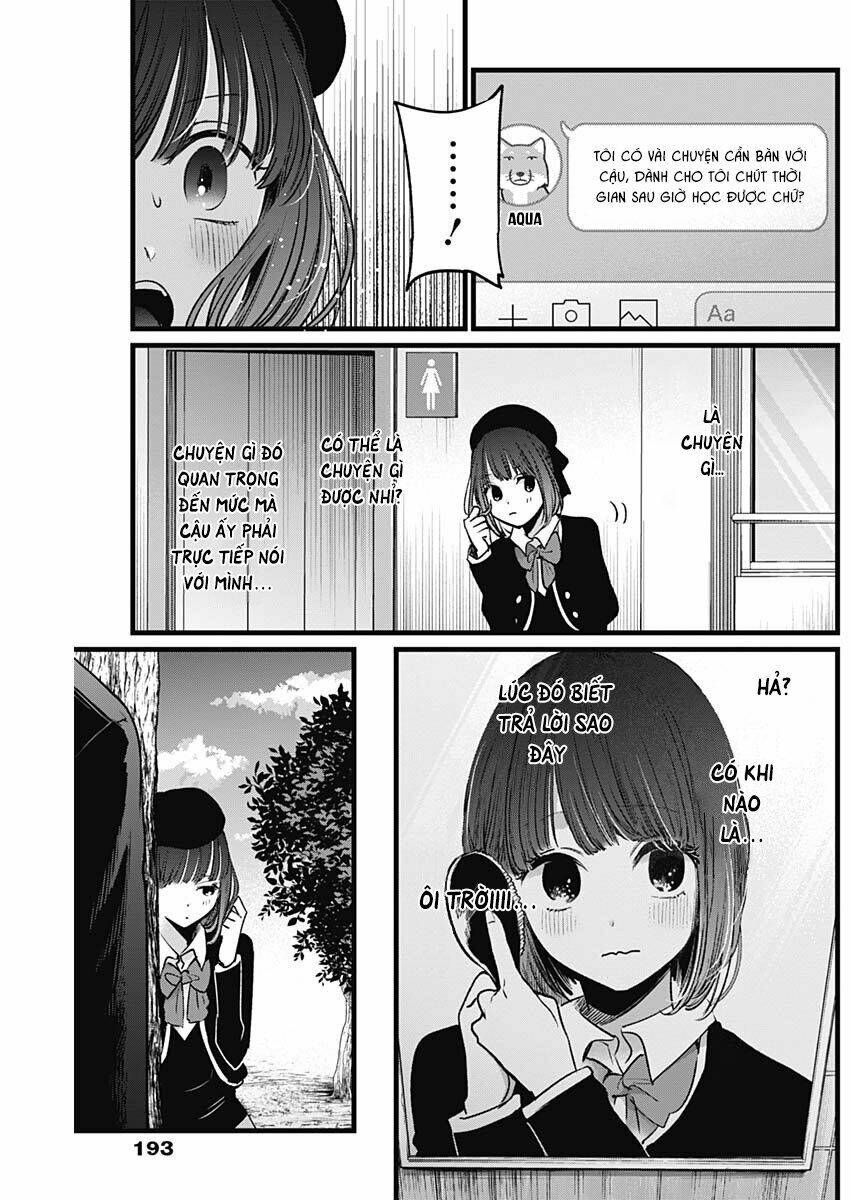 TÔI CÓ VÀI CHUYỆN CẦN BÀN VỚI
CẬU, DÀNH CHO TÔI CHÚT THỜI
GIAN SAU GIỜ HỌC ĐƯỢC CHỨ?
AQUA
Aa
.....!
LÀ
CHUYỆN
GÌ...
CÓ THỂ LÀ
CHUYỆN GÌ
ĐƯỢC NHỈ?
CHUYỆN GÌ ĐÓ
QUAN TRỌNG
ĐẾN MỨC MÀ
CẬU ẤY PHẢI
TRỰC TIẾP NÓI
VỚI MÌNH...
HẢ?
CÓ KHI
NÀO
LÀ...
LÚC ĐÓ BIẾT
TRẢ LỜI SAO
ĐÂY
ÔI TRỜIIII...
193